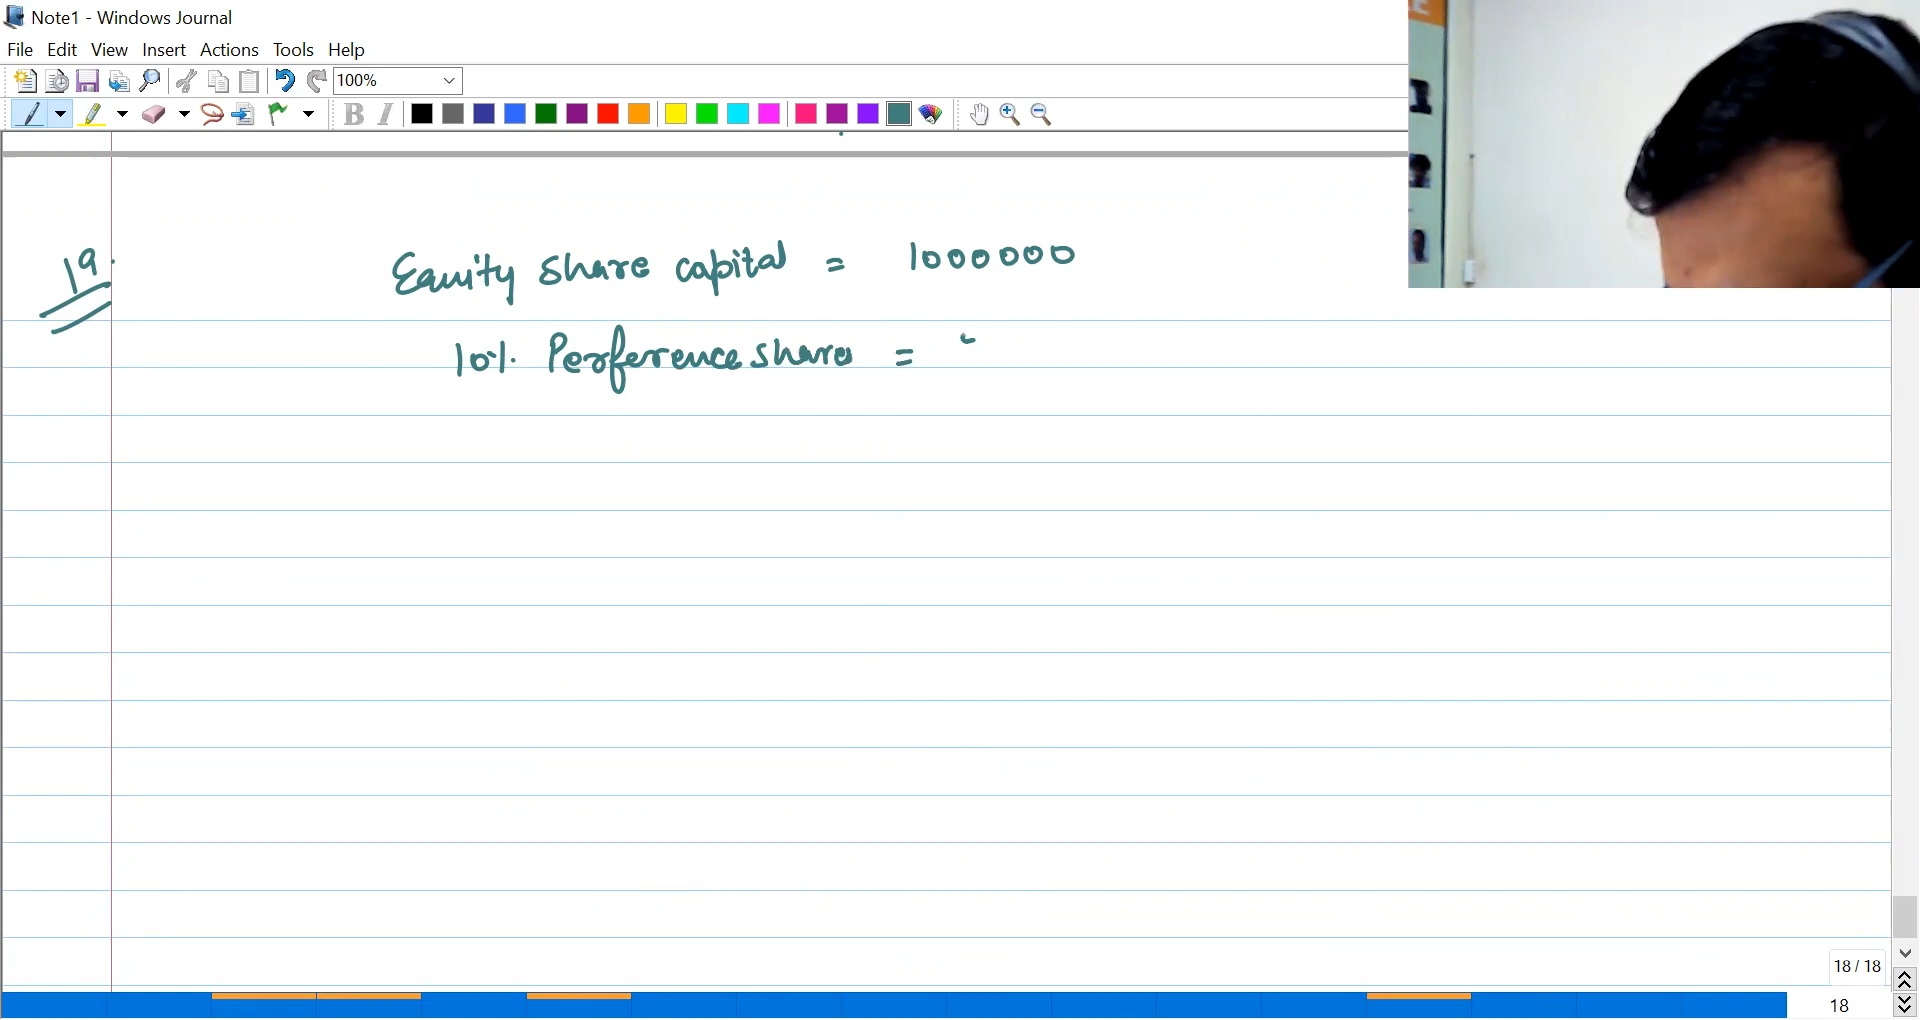 Note1 - Windows Journal
File Edit View Insert Actions Tools Help
100%
B I
19.
Equity share capital = 1000000
10% Perference share =
18 / 18
18